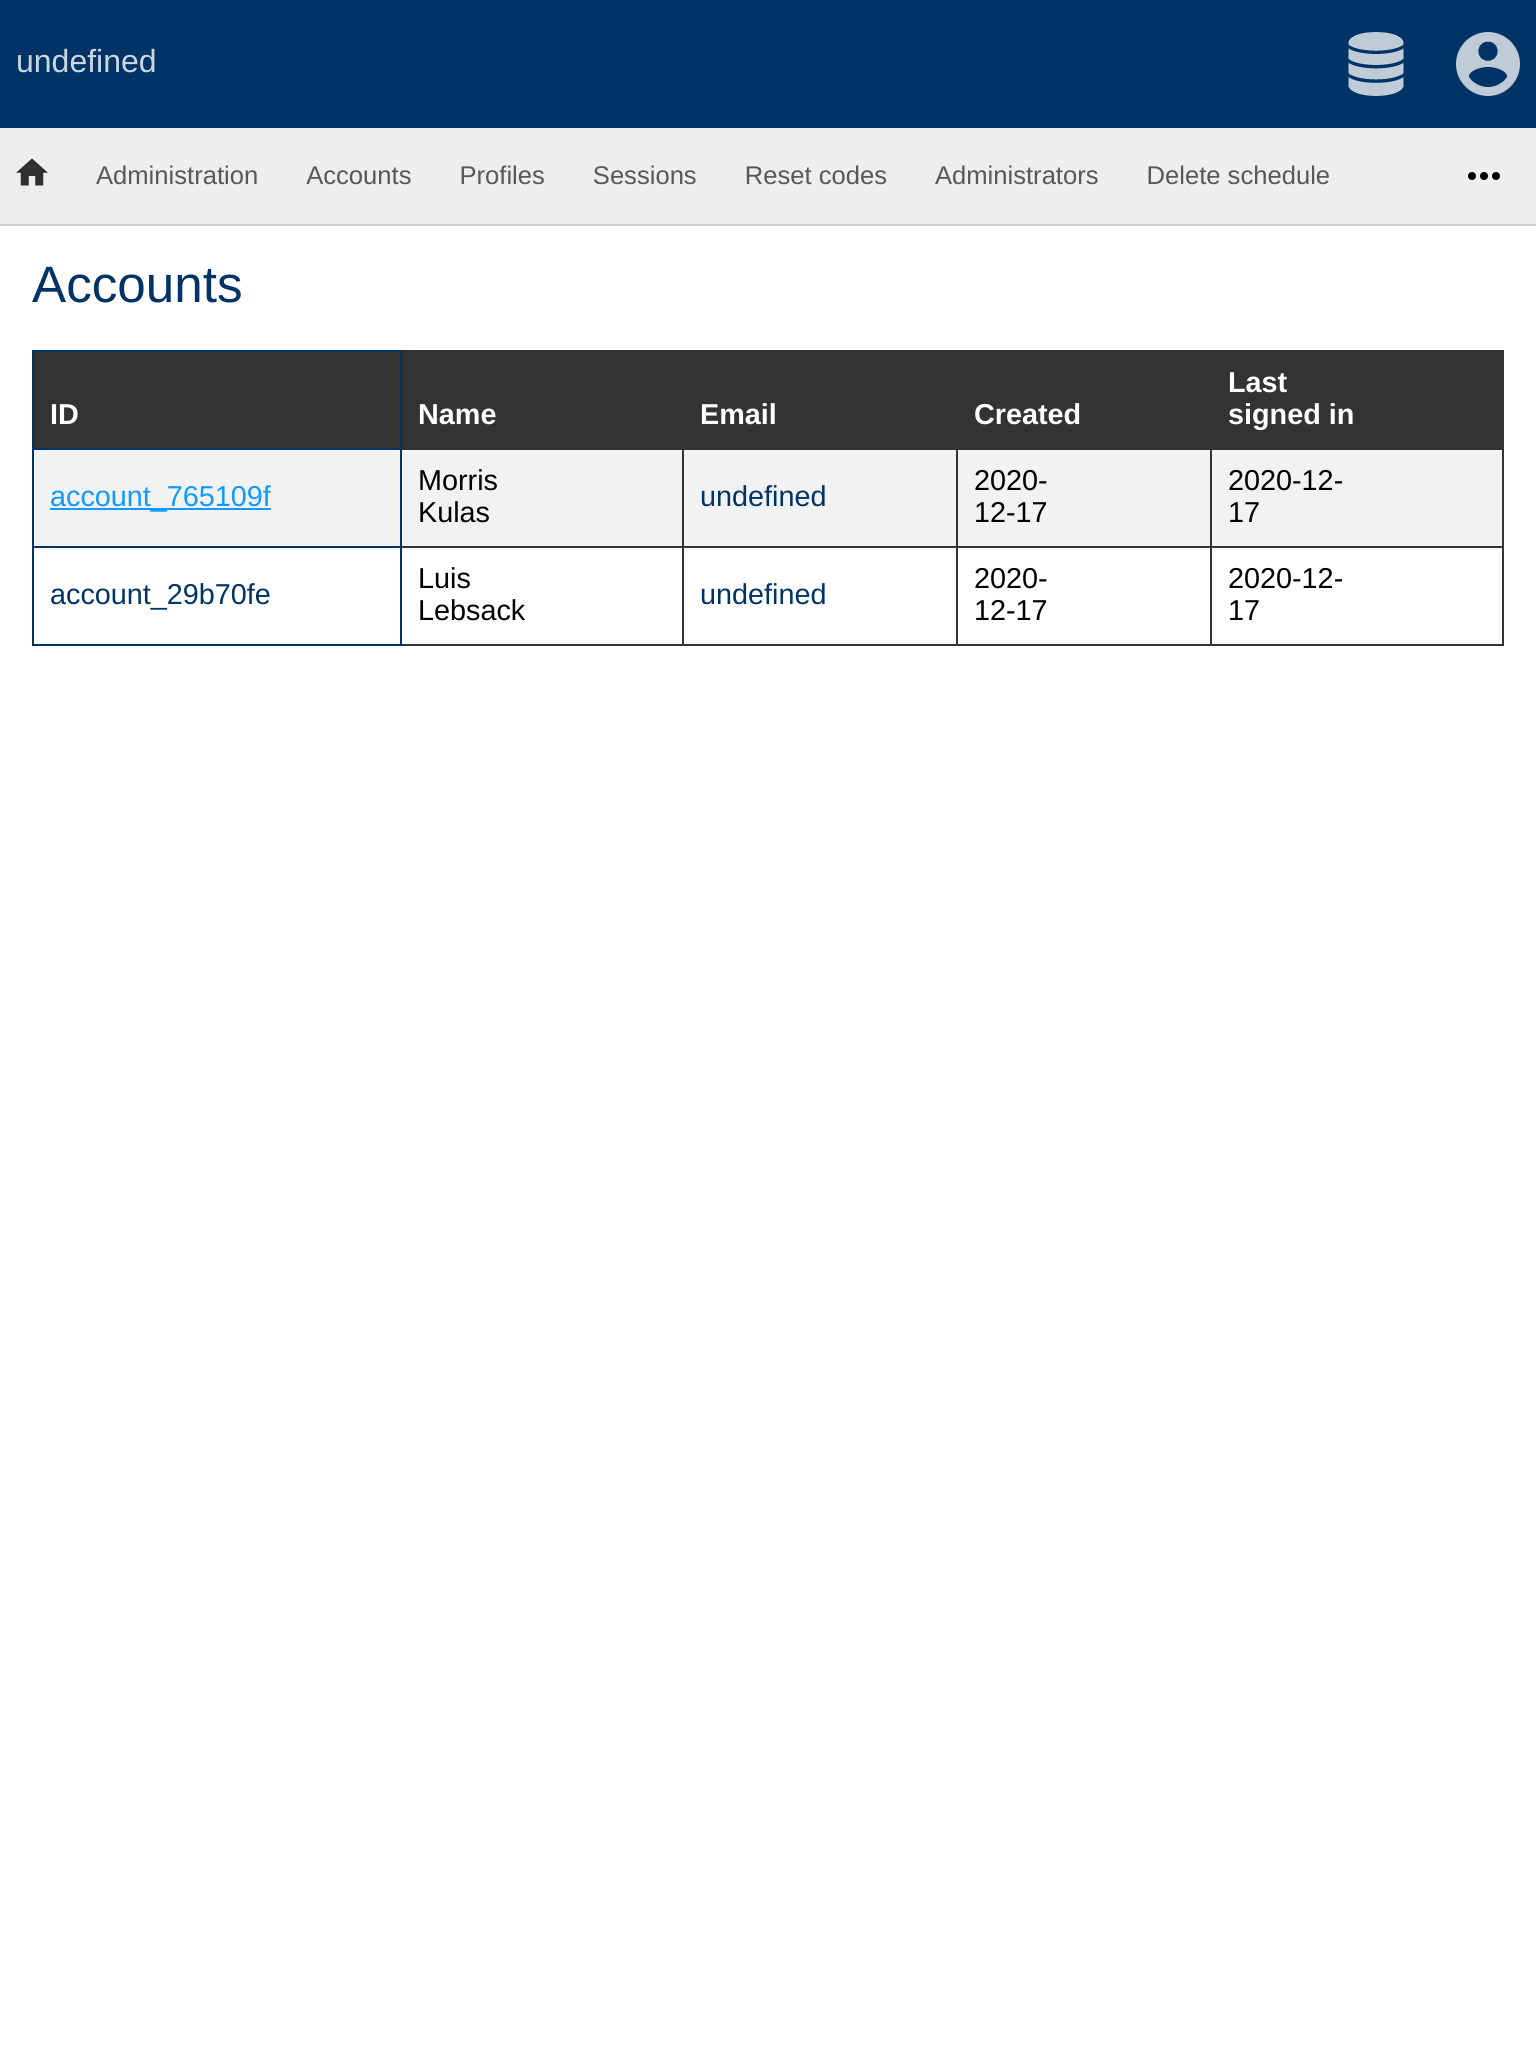 undefined
Administration Accounts Profiles Sessions Reset codes Administrators Delete schedule
Accounts
ID Name Email Created Last signed in
account_765109f Morris Kulas undefined 2020-12-17 2020-12-17
account_29b70fe Luis Lebsack undefined 2020-12-17 2020-12-17